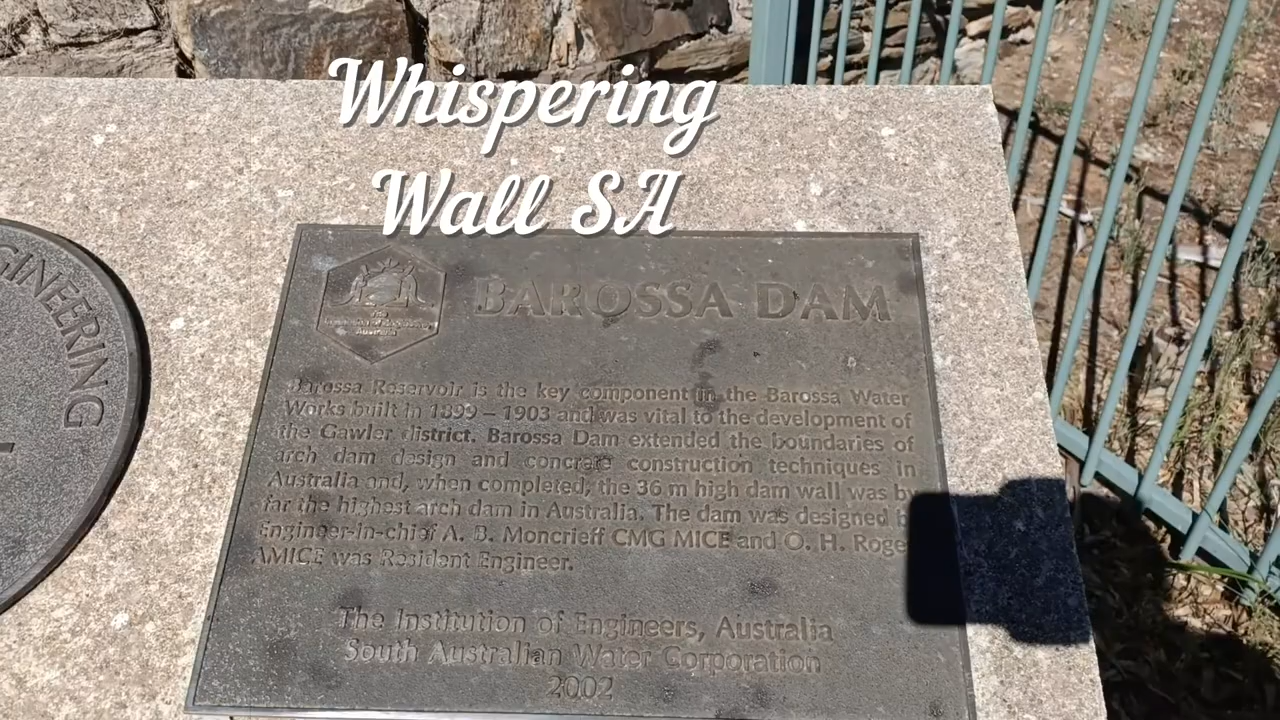 Whispering
Wall SA
GINEERING
BAROSSA DAM
Barossa Reservoir is the key component in the Barossa Water
Works built in 1899 – 1903 and was vital to the development of
the Gawler district. Barossa Dam extended the boundaries of
arch dam design and concrete construction techniques in
Australia and, when completed, the 36 m high dam wall was by
far the highest arch dam in Australia. The dam was designed b
Engineer-in-chief A. B. Moncrieff CMG MICE and O. H. Roge
AMICE was Resident Engineer.
The Institution of Engineers, Australia
South Australian Water Corporation
2002